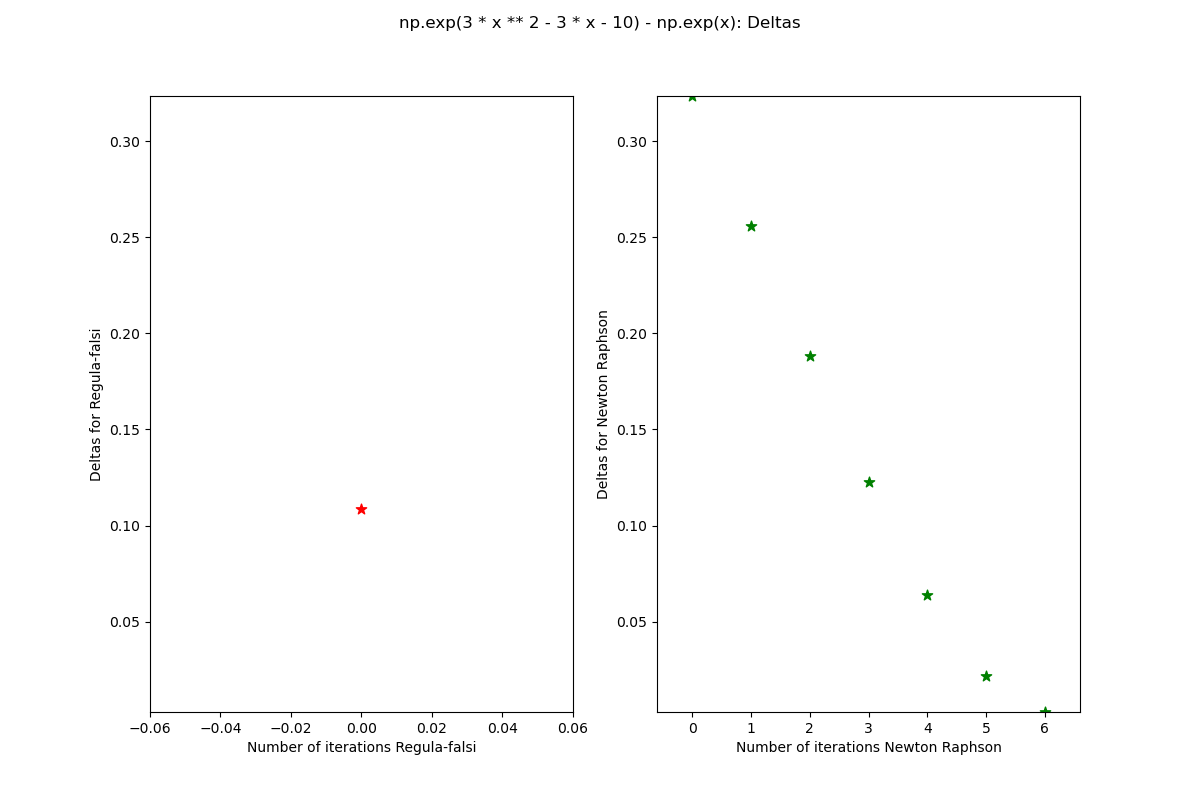 np.exp(3 * x ** 2 - 3 * x - 10) - np.exp(x): Deltas
Deltas for Regula-falsi
0.30
0.25
0.20
0.15
0.10
0.05
−0.06 −0.04 −0.02 0.00 0.02 0.04 0.06
Number of iterations Regula-falsi
Deltas for Newton Raphson
0.30
0.25
0.20
0.15
0.10
0.05
0 1 2 3 4 5 6
Number of iterations Newton Raphson